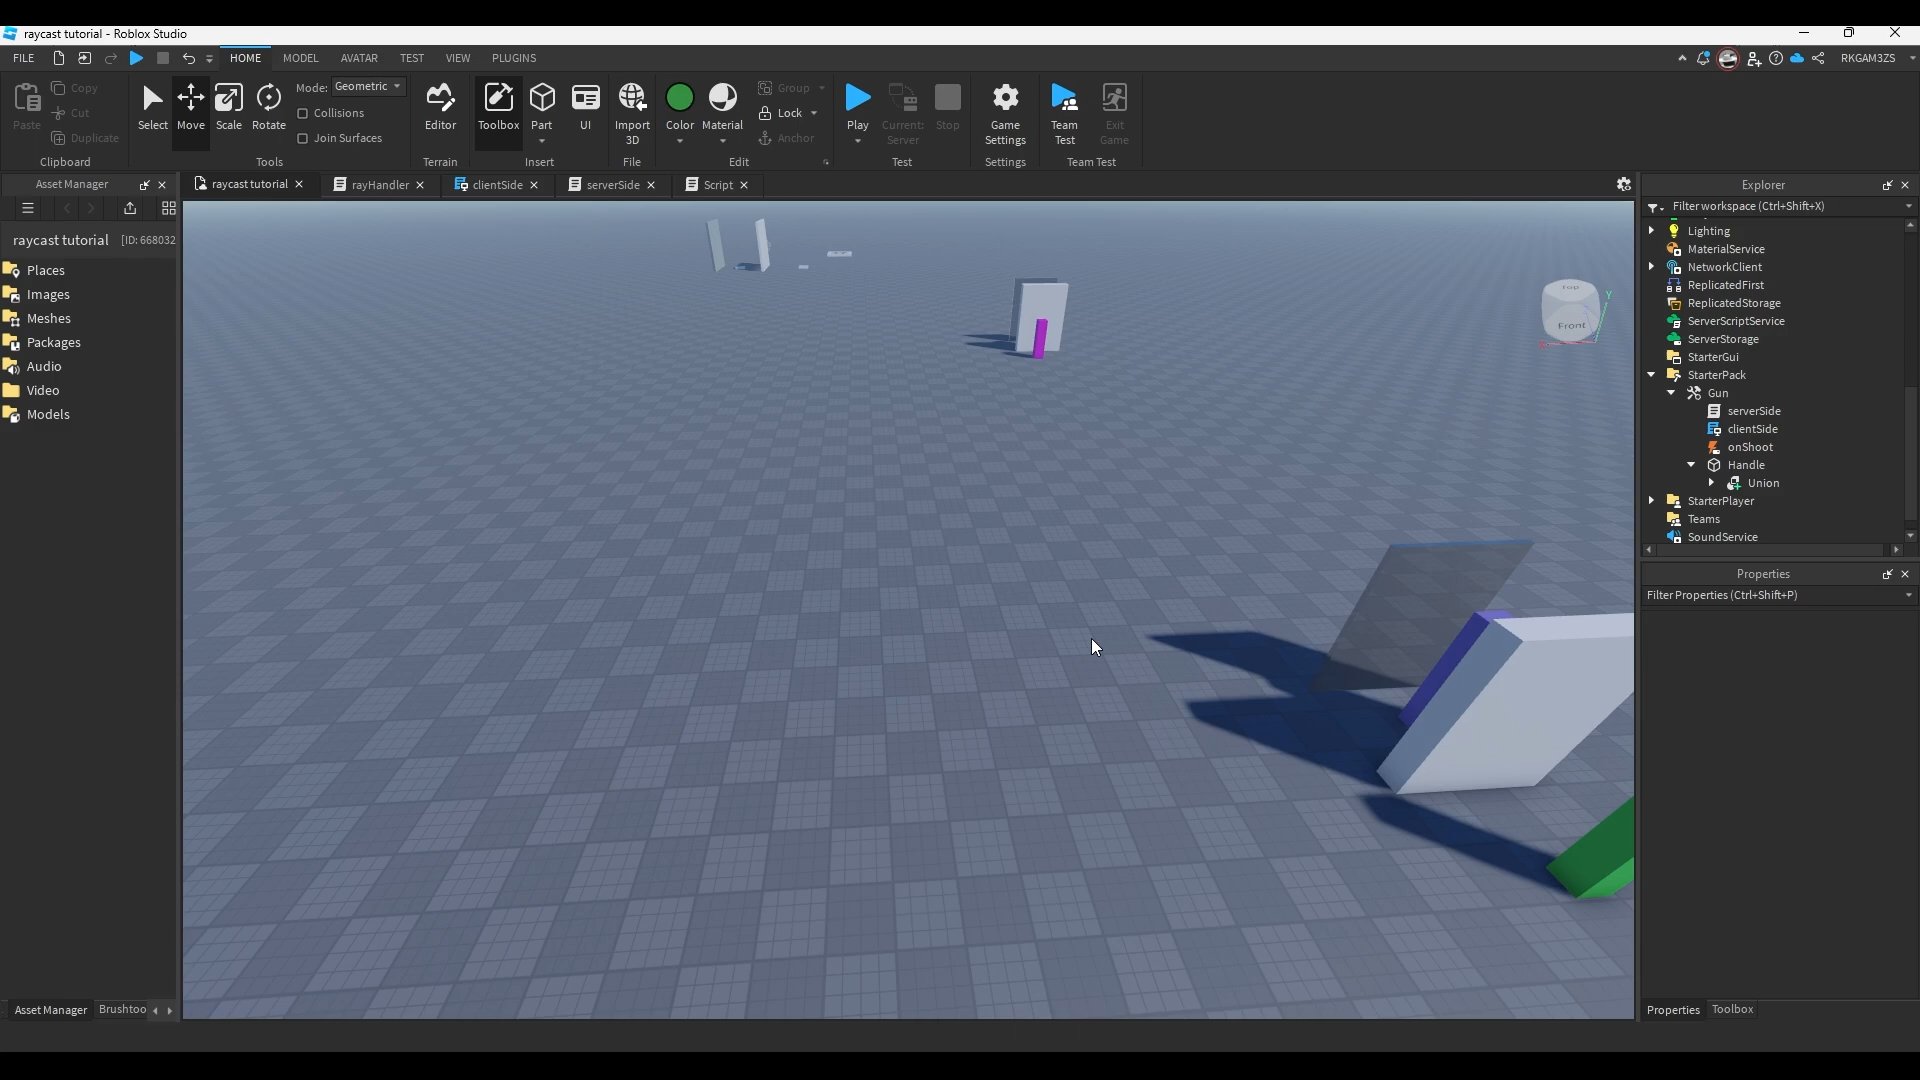 raycast tutorial - Roblox Studio
FILE HOME MODEL AVATAR TEST VIEW PLUGINS RKGAM3ZS
Paste Copy Cut Duplicate Clipboard
Select Move Scale Rotate Mode: Geometric Collisions Join Surfaces Tools
Editor Terrain
Toolbox Part UI Insert
Import 3D File
Color Material Group Lock Anchor Edit
Play Current: Server Stop Test
Game Settings Settings
Team Test Exit Game Team Test
Asset Manager
raycast tutorial rayHandler clientSide serverSide Script
raycast tutorial [ID: 668032
Places
Images
Meshes
Packages
Audio
Video
Models
Asset Manager Brushtoo
Top
Front
Y
Explorer
Filter workspace (Ctrl+Shift+X)
Lighting
MaterialService
NetworkClient
ReplicatedFirst
ReplicatedStorage
ServerScriptService
ServerStorage
StarterGui
StarterPack
Gun
serverSide
clientSide
onShoot
Handle
Union
StarterPlayer
Teams
SoundService
Properties
Filter Properties (Ctrl+Shift+P)
Properties Toolbox